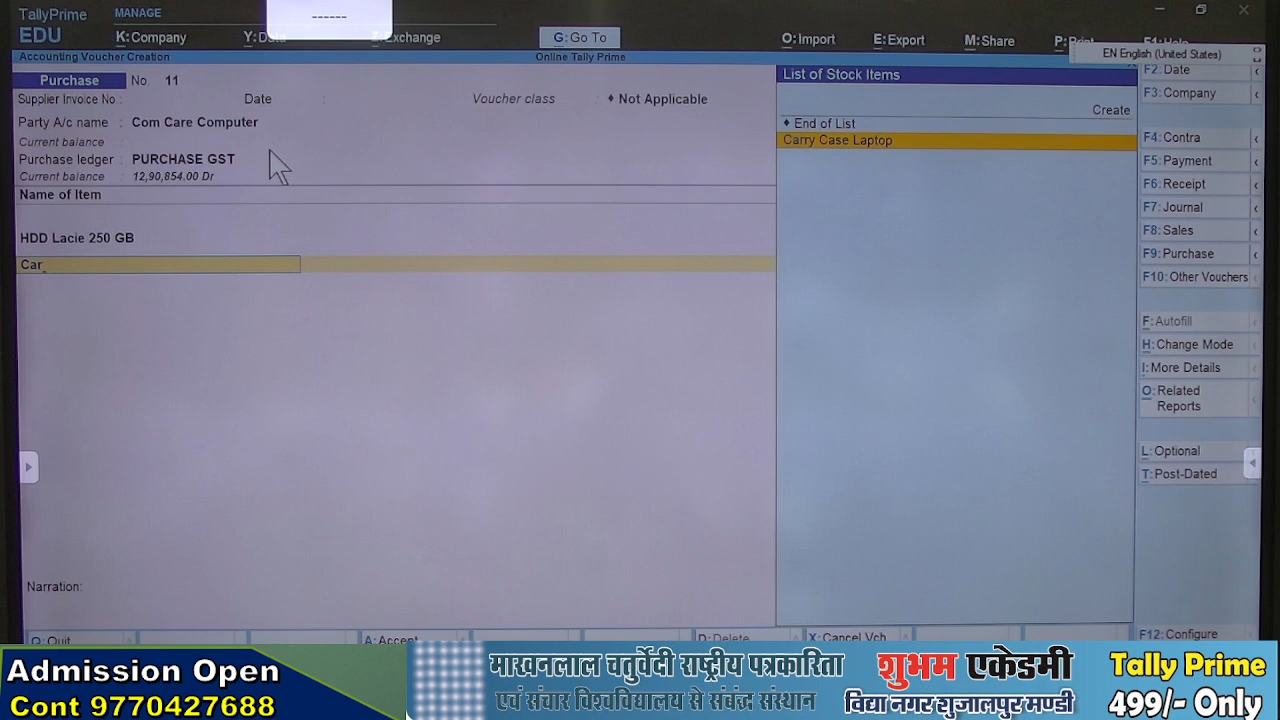 TallyPrime
EDU
MANAGE
K: Company
Y: Data
Z: Exchange
G: Go To
O: Import
E: Export
M: Share
P: Print
F1: Help
------
EN English (United States)
Accounting Voucher Creation
Online Tally Prime
Purchase No. 11
Supplier Invoice No :
Date :
Voucher class : ♦ Not Applicable
Party A/c name : Com Care Computer
Current balance :
Purchase ledger : PURCHASE GST
Current balance : 12,90,854.00 Dr
Name of Item
HDD Lacie 250 GB
Car
Narration:
List of Stock Items
Create
♦ End of List
Carry Case Laptop
F2: Date
F3: Company
F4: Contra
F5: Payment
F6: Receipt
F7: Journal
F8: Sales
F9: Purchase
F10: Other Vouchers
F: Autofill
H: Change Mode
I: More Details
O: Related
Reports
L: Optional
T: Post-Dated
F12: Configure
Q: Quit
A: Accept
D: Delete
X: Cancel Vch
Admission Open
Cont 9770427688
माखनलाल चतुर्वेदी राष्ट्रीय पत्रकारिता
एवं संचार विश्वविद्यालय से संबंद्द संस्थान
शुभम एकेडमी
विद्या नगर शुजालपुर मण्डी
Tally Prime
499/- Only